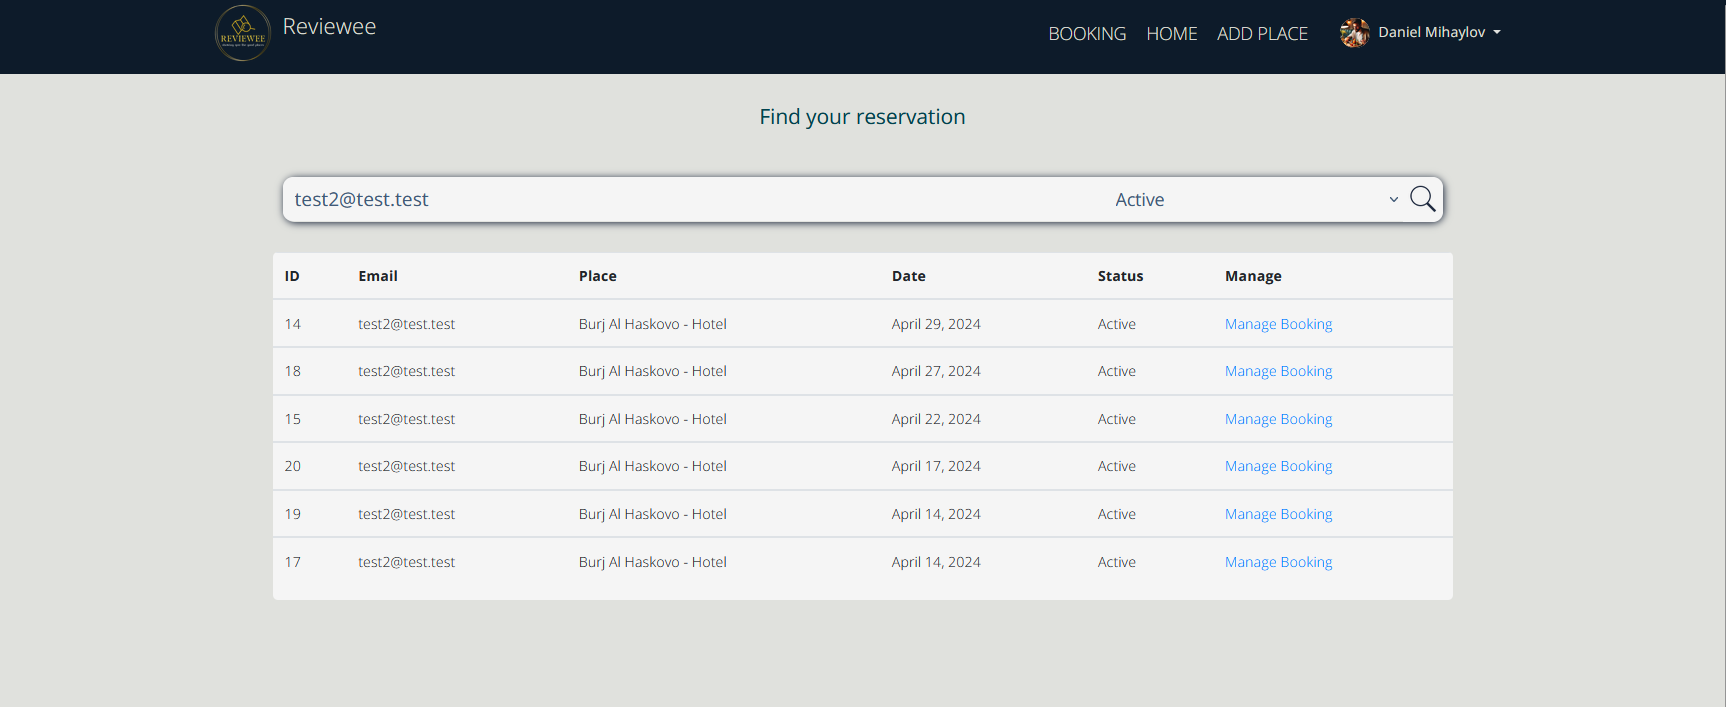 REVIEWEE
Reviewee
BOOKING HOME ADD PLACE Daniel Mihaylov
Find your reservation
test2@test.test Active
ID Email Place Date Status Manage
14 test2@test.test Burj Al Haskovo - Hotel April 29, 2024 Active Manage Booking
18 test2@test.test Burj Al Haskovo - Hotel April 27, 2024 Active Manage Booking
15 test2@test.test Burj Al Haskovo - Hotel April 22, 2024 Active Manage Booking
20 test2@test.test Burj Al Haskovo - Hotel April 17, 2024 Active Manage Booking
19 test2@test.test Burj Al Haskovo - Hotel April 14, 2024 Active Manage Booking
17 test2@test.test Burj Al Haskovo - Hotel April 14, 2024 Active Manage Booking